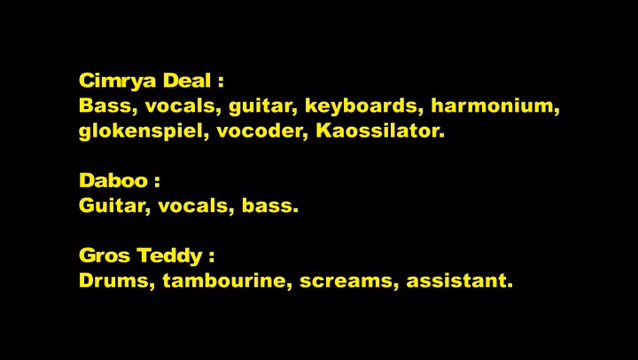 Cimrya Deal :
Bass, vocals, guitar, keyboards, harmonium,
glokenspiel, vocoder, Kaossilator.
Daboo :
Guitar, vocals, bass.
Gros Teddy :
Drums, tambourine, screams, assistant.